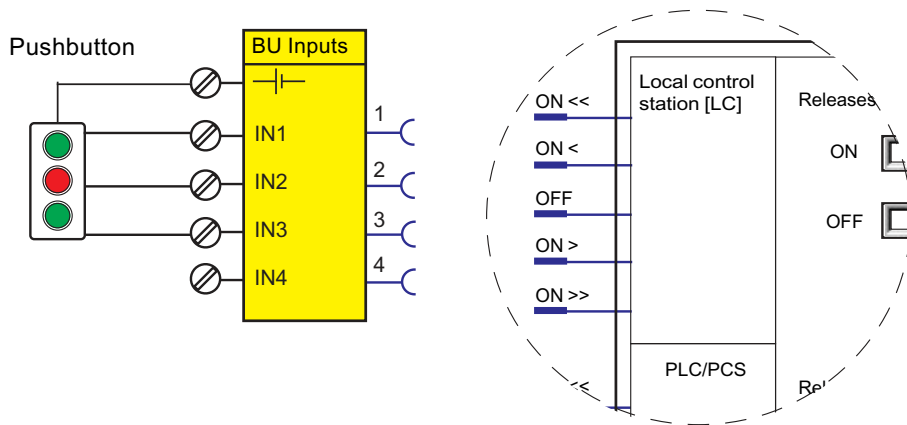 Pushbutton
BU Inputs
IN1
IN2
IN3
IN4
1
2
3
4
ON <<
ON <
OFF
ON >
ON >>
Local control
station [LC]
PLC/PCS
Releases
ON
OFF